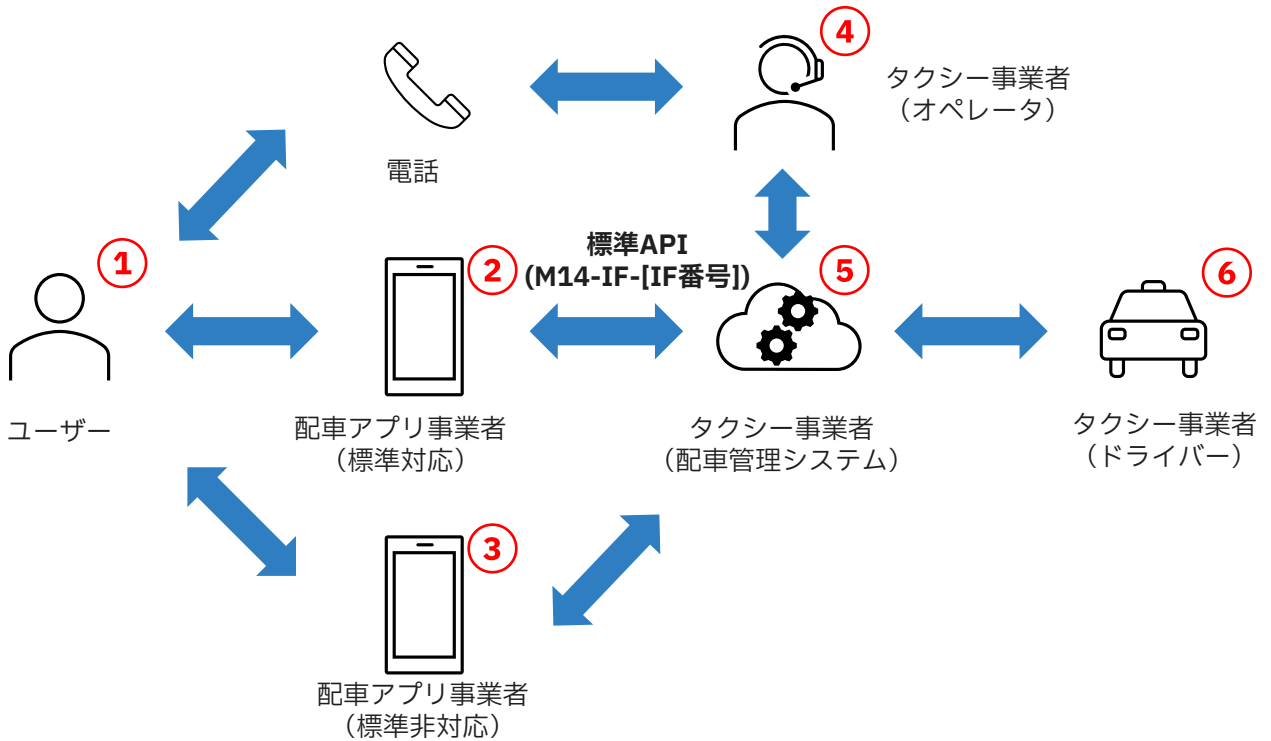 ④
タクシー事業者
（オペレータ）
電話
標準API
(M14-IF-[IF番号])
①
②
⑤
⑥
ユーザー
配車アプリ事業者
（標準対応）
タクシー事業者
（配車管理システム）
タクシー事業者
（ドライバー）
③
配車アプリ事業者
（標準非対応）